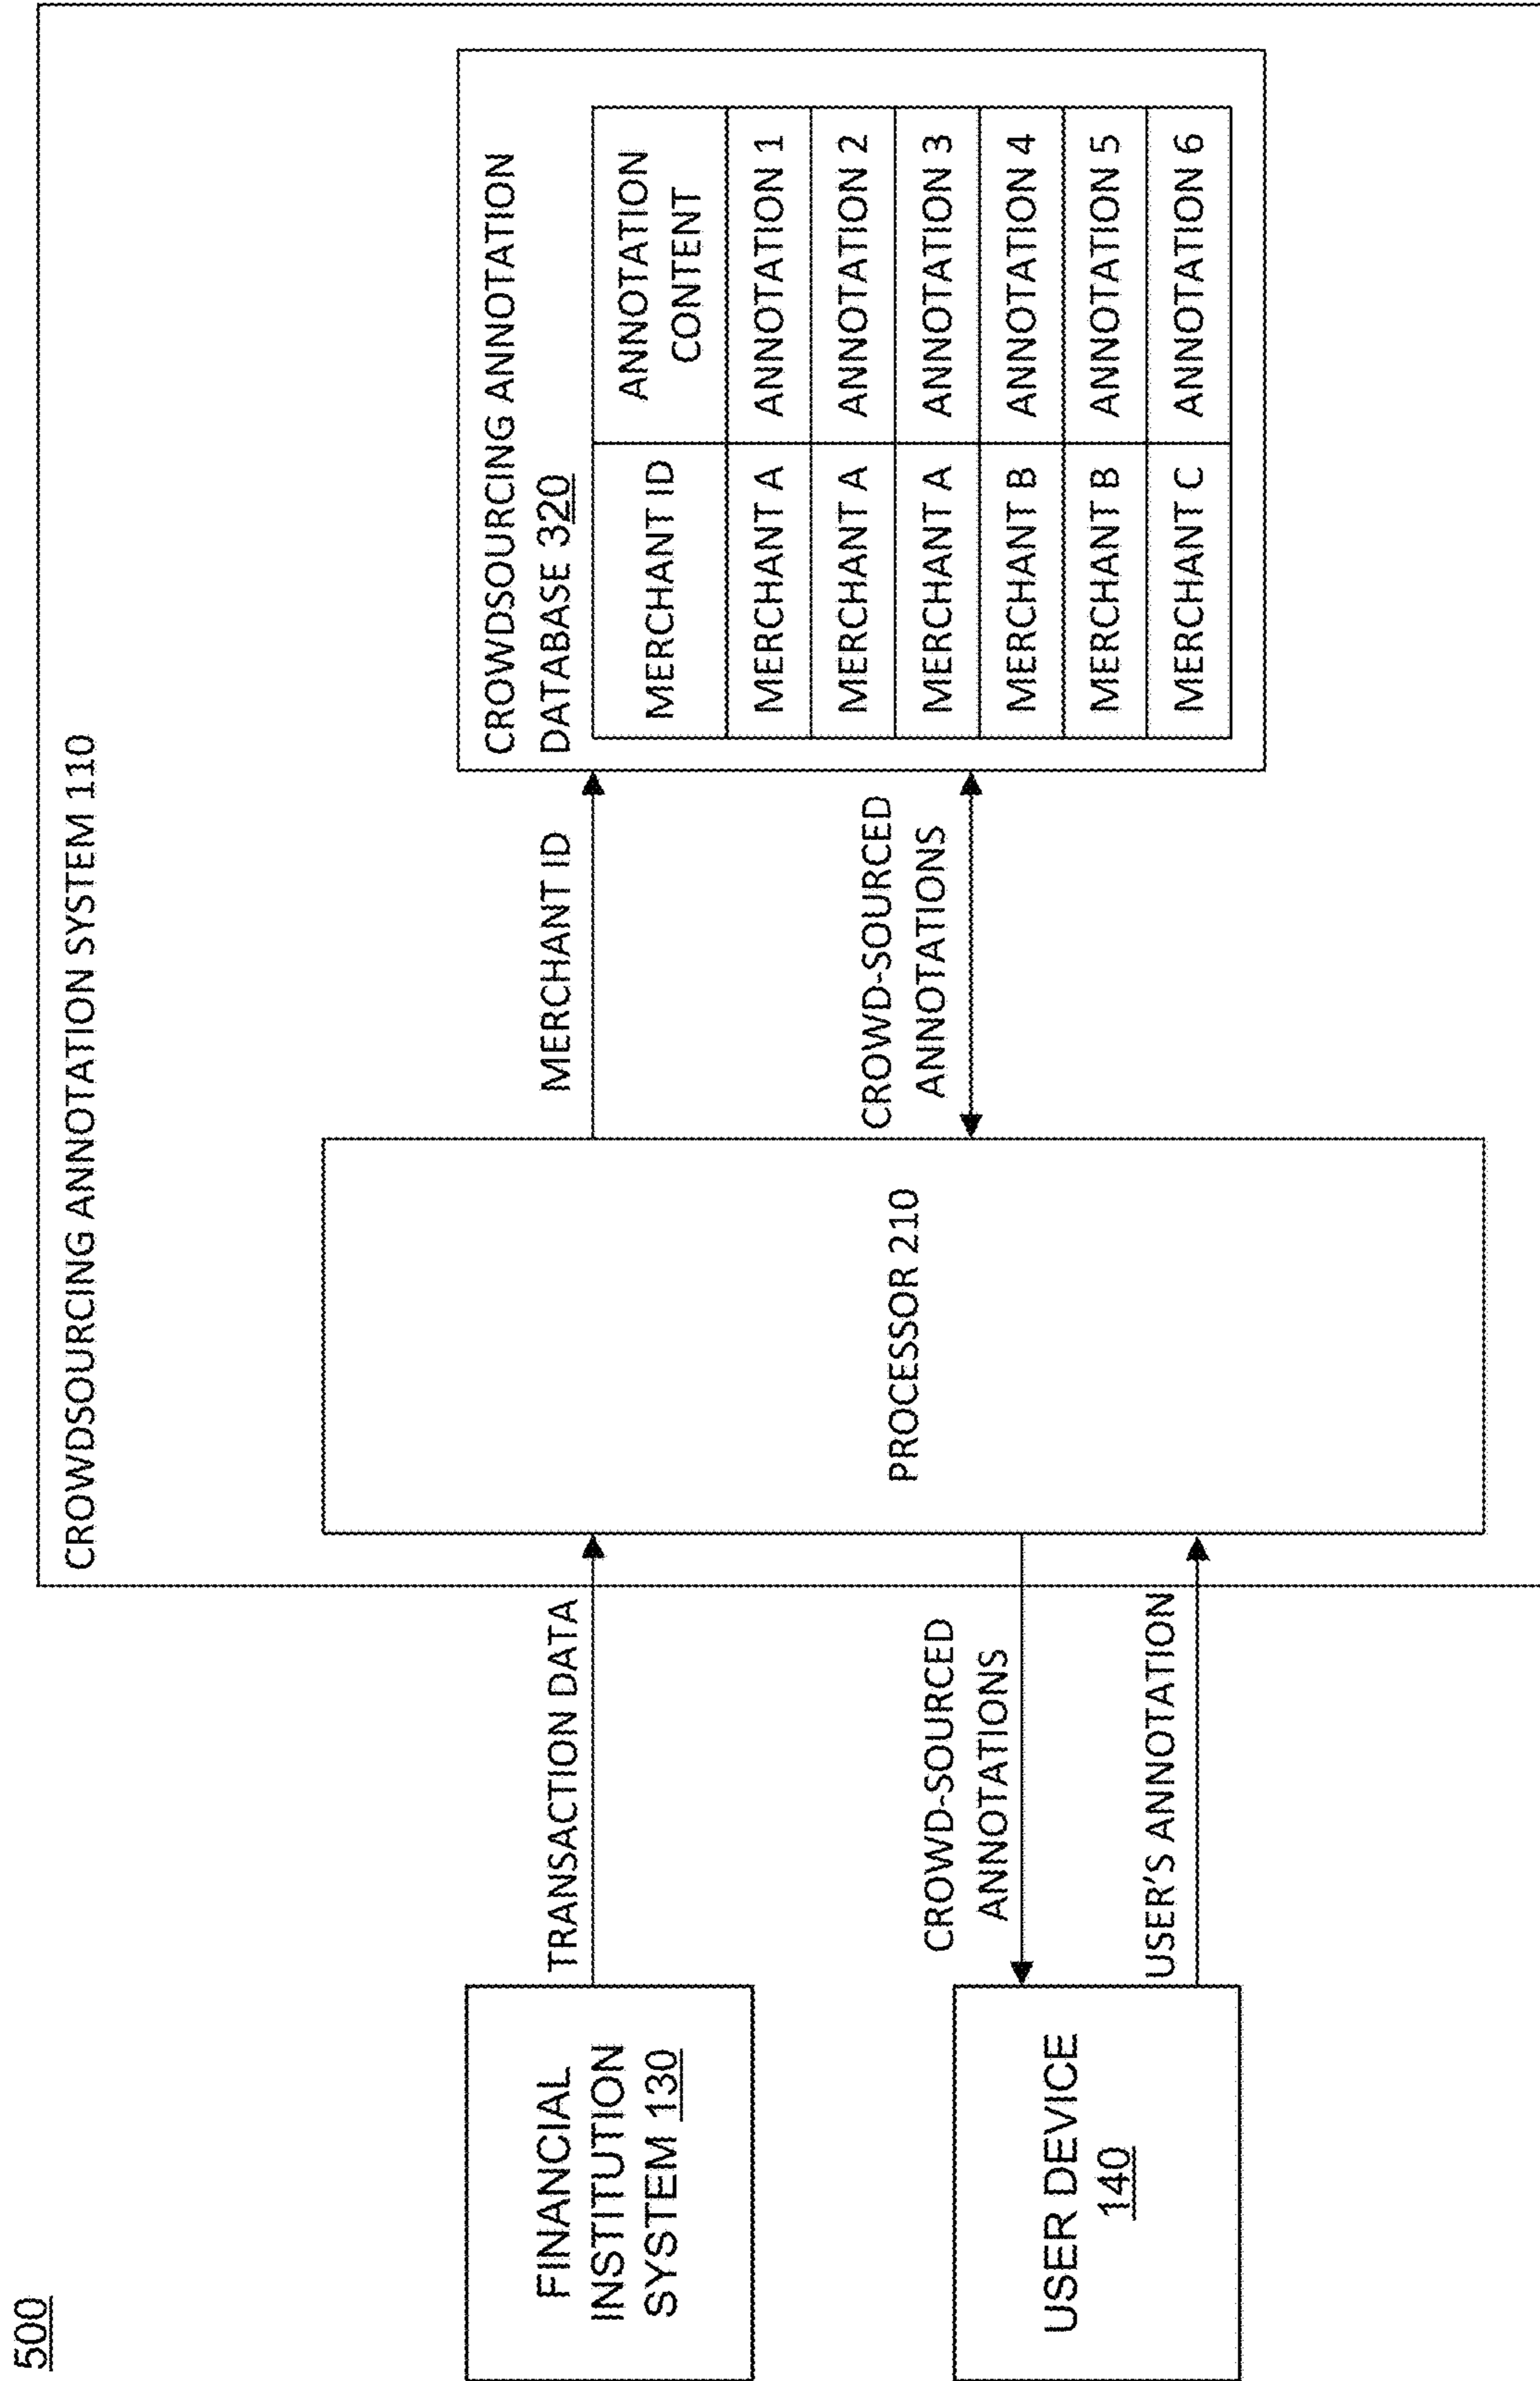 500
CROWDSOURCING ANNOTATION SYSTEM 110
FINANCIAL
INSTITUTION
SYSTEM 130
TRANSACTION DATA
USER DEVICE
140
CROWD-SOURCED
ANNOTATIONS
USER'S ANNOTATION
PROCESSOR 210
MERCHANT ID
CROWD-SOURCED
ANNOTATIONS
CROWDSOURCING ANNOTATION
DATABASE 320
MERCHANT ID
ANNOTATION
CONTENT
MERCHANT A ANNOTATION 1
MERCHANT A ANNOTATION 2
MERCHANT A ANNOTATION 3
MERCHANT B ANNOTATION 4
MERCHANT B ANNOTATION 5
MERCHANT C ANNOTATION 6